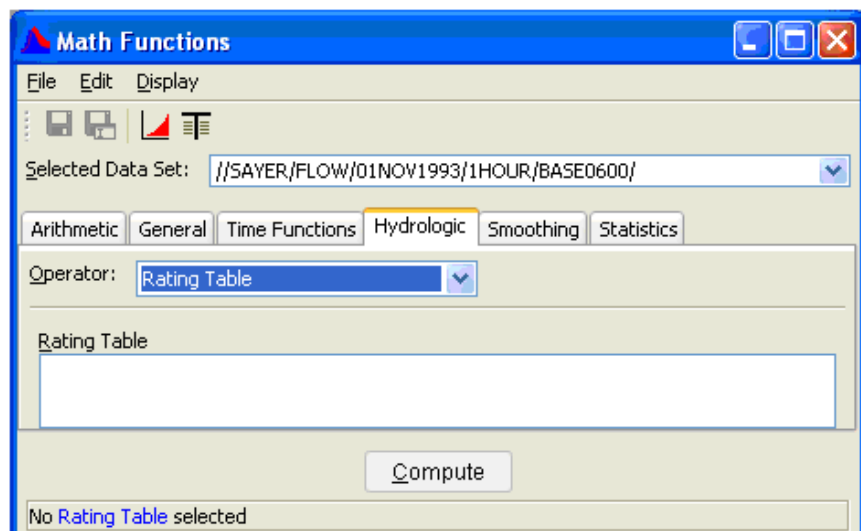 Math Functions
File Edit Display
Selected Data Set: //SAYER/FLOW/01NOV1993/1HOUR/BASE0600/
Arithmetic General Time Functions Hydrologic Smoothing Statistics
Operator: Rating Table
Rating Table
Compute
No Rating Table selected